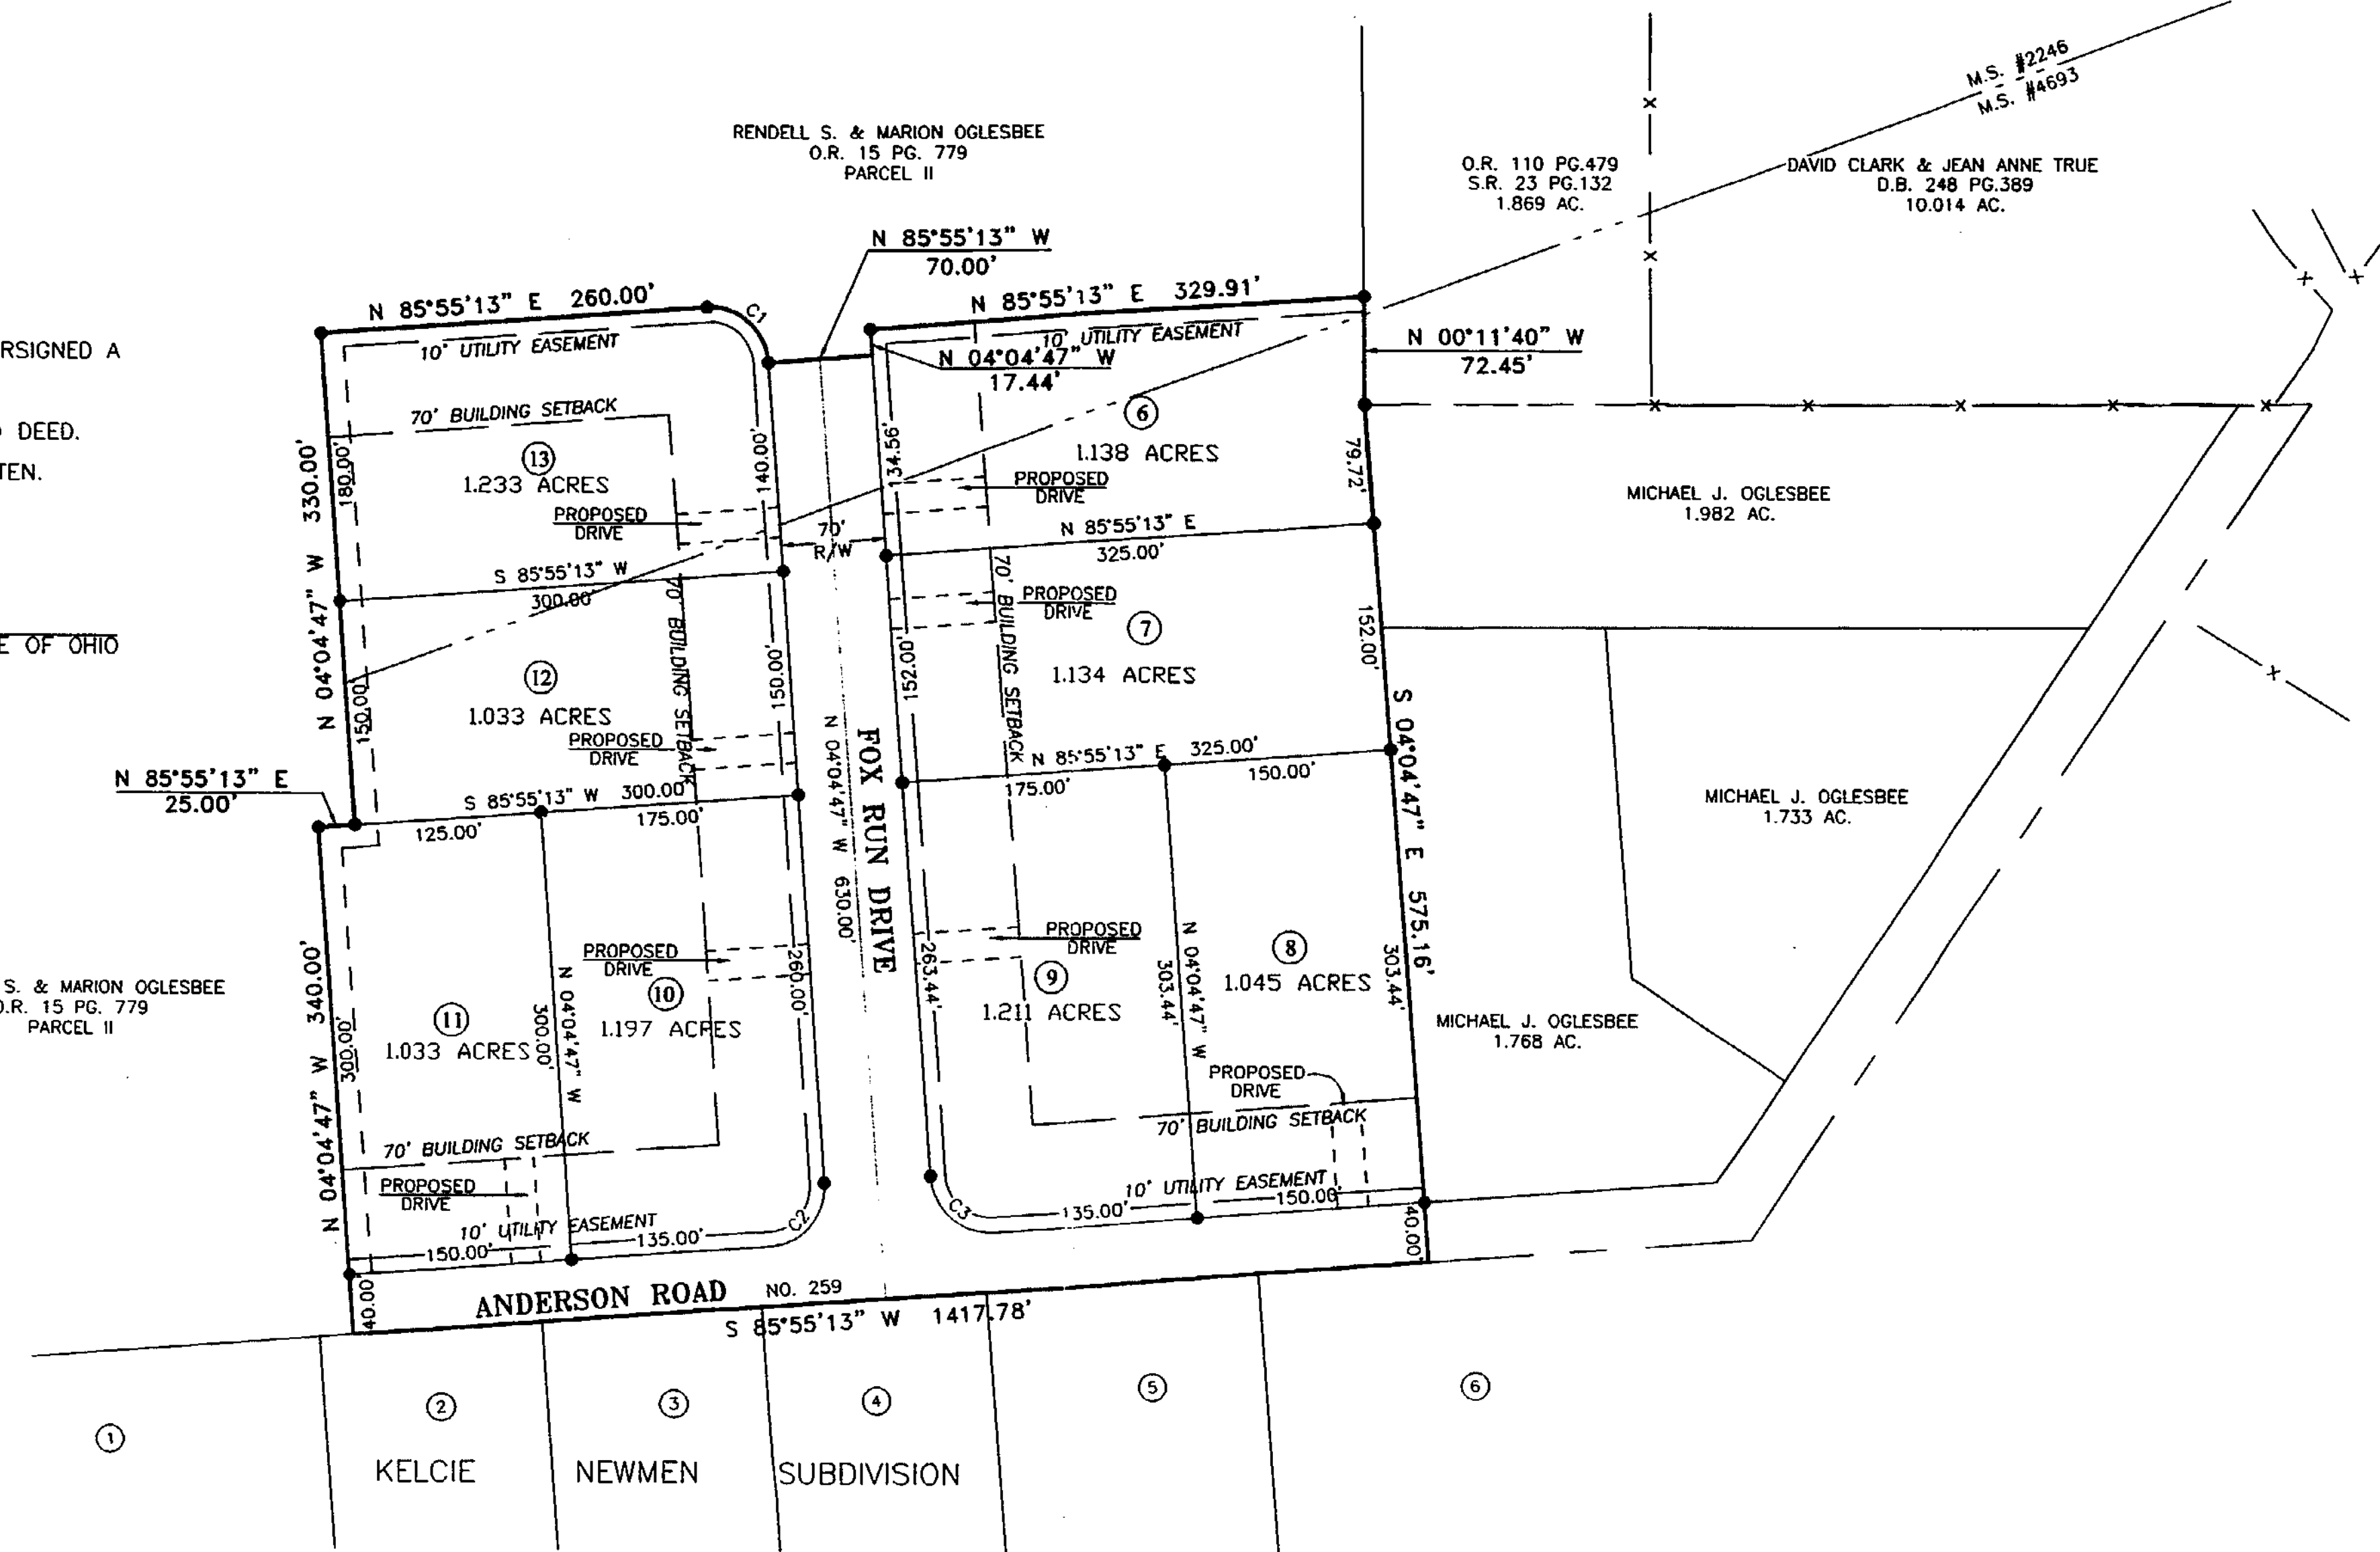 M.S. #2246
M.S. #4693
RENDELL S. & MARION OGLESBEE
O.R. 15 PG. 779
PARCEL II
O.R. 110 PG.479
S.R. 23 PG.132
1.869 AC.
DAVID CLARK & JEAN ANNE TRUE
D.B. 248 PG.389
10.014 AC.
N 85°55'13" W
70.00'
N 85°55'13" E 260.00'
C1
N 85°55'13" E 329.91'
10' UTILITY EASEMENT
10' UTILITY EASEMENT
N 04°04'47" W
17.44'
N 00°11'40" W
72.45'
RSIGNED A
DEED.
TEN.
E OF OHIO
70' BUILDING SETBACK
13
1.233 ACRES
PROPOSED
DRIVE
N 04°04'47" W 330.00'
180.00'
140.00'
134.56'
6
1.138 ACRES
PROPOSED
DRIVE
79.72'
MICHAEL J. OGLESBEE
1.982 AC.
70'
R/W
N 85°55'13" E
325.00'
S 85°55'13" W
300.00'
70' BUILDING SETBACK
12
1.033 ACRES
PROPOSED
DRIVE
150.00'
150.00'
152.00'
70' BUILDING SETBACK
PROPOSED
DRIVE
7
1.134 ACRES
152.00'
N 85°55'13" E
25.00'
S 85°55'13" W 300.00'
125.00'
175.00'
N 04°04'47" W 630.00'
FOX RUN DRIVE
N 85°55'13" E 325.00'
175.00'
150.00'
S 04°04'47" E 575.16'
MICHAEL J. OGLESBEE
1.733 AC.
S. & MARION OGLESBEE
O.R. 15 PG. 779
PARCEL II
N 04°04'47" W 340.00'
300.00'
11
1.033 ACRES
N 04°04'47" W
300.00'
PROPOSED
DRIVE
10
1.197 ACRES
260.00'
263.44'
PROPOSED
DRIVE
9
1.211 ACRES
N 04°04'47" W
303.44'
8
1.045 ACRES
303.44'
MICHAEL J. OGLESBEE
1.768 AC.
70' BUILDING SETBACK
PROPOSED
DRIVE
10' UTILITY EASEMENT
150.00'
135.00'
C2
C3
135.00'
10' UTILITY EASEMENT
150.00'
PROPOSED
DRIVE
70' BUILDING SETBACK
40.00'
40.00'
ANDERSON ROAD NO. 259
S 85°55'13" W 1417.78'
1
2
3
4
5
6
KELCIE NEWMEN SUBDIVISION